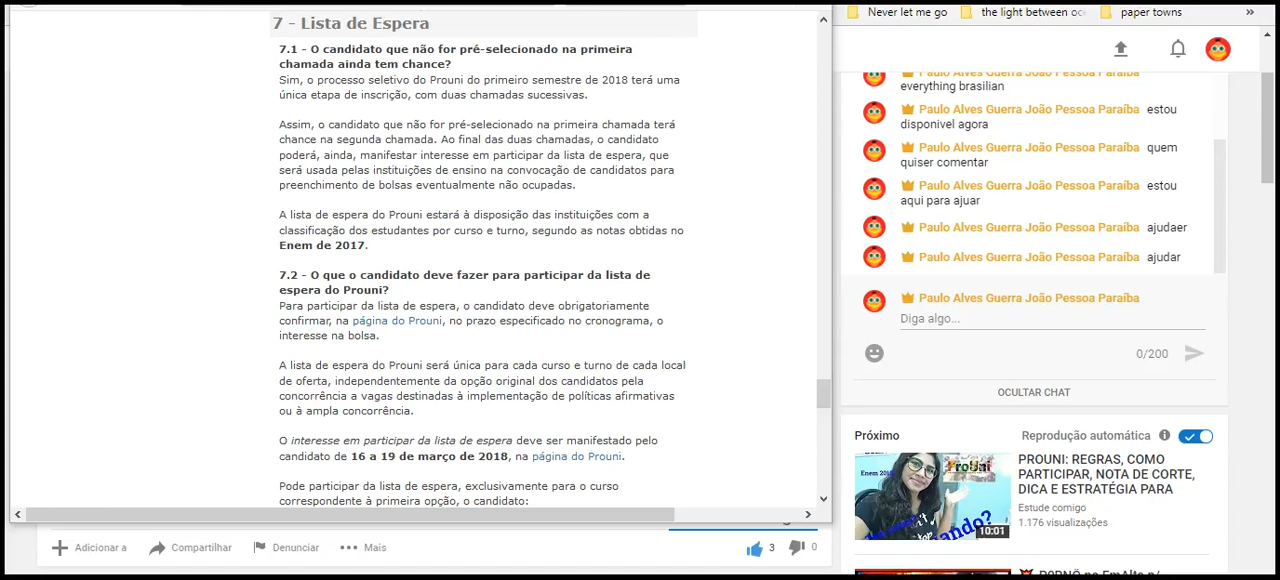 7 - Lista de Espera
7.1 - O candidato que não for pré-selecionado na primeira
chamada ainda tem chance?
Sim, o processo seletivo do Prouni do primeiro semestre de 2018 terá uma
única etapa de inscrição, com duas chamadas sucessivas.
Assim, o candidato que não for pré-selecionado na primeira chamada terá
chance na segunda chamada. Ao final das duas chamadas, o candidato
poderá, ainda, manifestar interesse em participar da lista de espera, que
será usada pelas instituições de ensino na convocação de candidatos para
preenchimento de bolsas eventualmente não ocupadas.
A lista de espera do Prouni estará à disposição das instituições com a
classificação dos estudantes por curso e turno, segundo as notas obtidas no
Enem de 2017.
7.2 - O que o candidato deve fazer para participar da lista de
espera do Prouni?
Para participar da lista de espera, o candidato deve obrigatoriamente
confirmar, na página do Prouni, no prazo especificado no cronograma, o
interesse na bolsa.
A lista de espera do Prouni será única para cada curso e turno de cada local
de oferta, independentemente da opção original dos candidatos pela
concorrência a vagas destinadas à implementação de políticas afirmativas
ou à ampla concorrência.
O interesse em participar da lista de espera deve ser manifestado pelo
candidato de 16 a 19 de março de 2018, na página do Prouni.
Pode participar da lista de espera, exclusivamente para o curso
correspondente à primeira opção, o candidato:
Adicionar a
Compartilhar
Denunciar
Mais
3
0
Never let me go
the light between oce
paper towns
»
Paulo Alves Guerra João Pessoa Paraíba
everything brasilian
Paulo Alves Guerra João Pessoa Paraíba estou
disponivel agora
Paulo Alves Guerra João Pessoa Paraíba quem
quiser comentar
Paulo Alves Guerra João Pessoa Paraíba estou
aqui para ajuar
Paulo Alves Guerra João Pessoa Paraíba ajudaer
Paulo Alves Guerra João Pessoa Paraíba ajudar
Paulo Alves Guerra João Pessoa Paraíba
Diga algo...
0/200
OCULTAR CHAT
Próximo
Reprodução automática
Enem 201
ProUni
10:01
PROUNI: REGRAS, COMO
PARTICIPAR, NOTA DE CORTE,
DICA E ESTRATÉGIA PARA
Estude comigo
1.176 visualizações